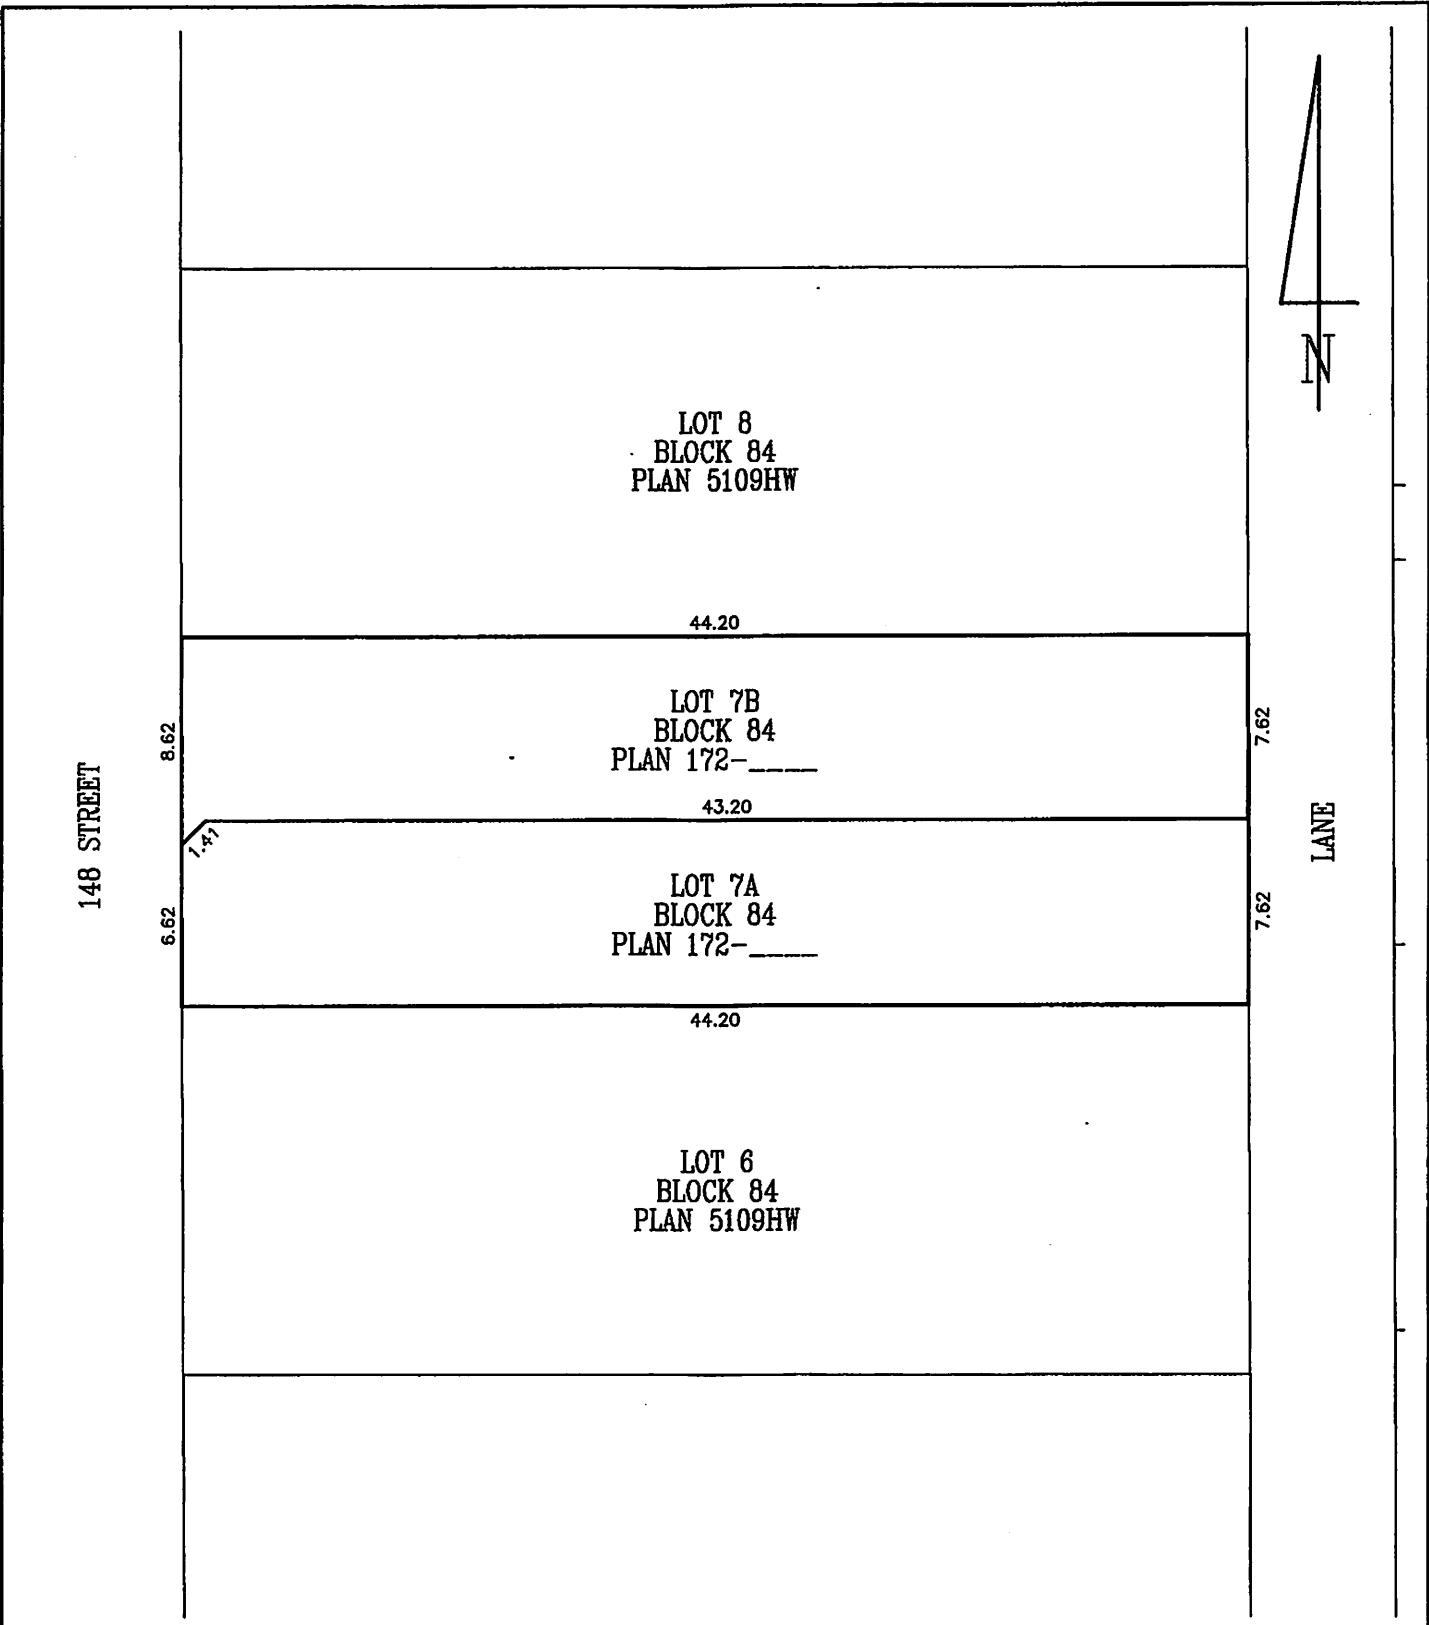 N
LOT 8
BLOCK 84
PLAN 5109HW
44.20
LOT 7B
BLOCK 84
PLAN 172-____
8.62
7.62
43.20
1.41
148 STREET
LANE
LOT 7A
BLOCK 84
PLAN 172-____
6.62
7.62
44.20
LOT 6
BLOCK 84
PLAN 5109HW